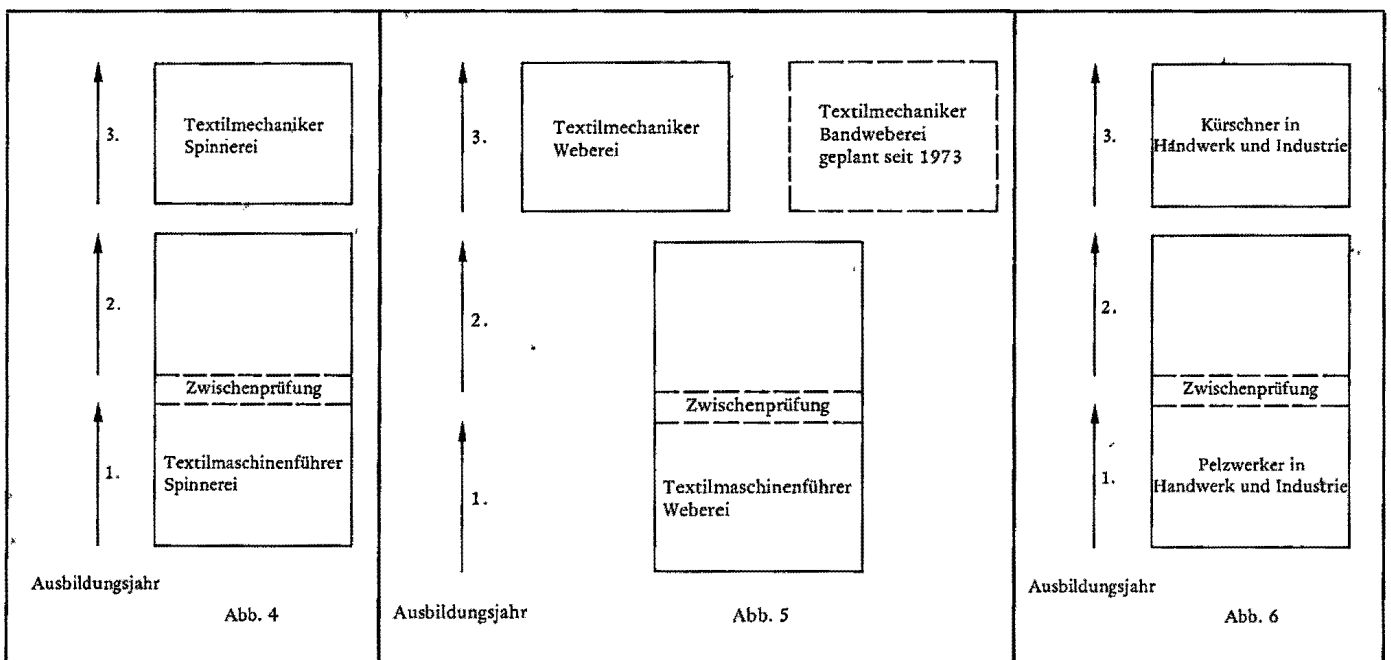 3.
Textilmechaniker
Spinnerei
2.
Zwischenprüfung
1.
Textilmaschinenführer
Spinnerei
Ausbildungsjahr
Abb. 4
3.
Textilmechaniker
Weberei
Textilmechaniker
Bandweberei
geplant seit 1973
2.
Zwischenprüfung
1.
Textilmaschinenführer
Weberei
Ausbildungsjahr
Abb. 5
3.
Kürschner in
Handwerk und Industrie
2.
Zwischenprüfung
1.
Pelzwerker in
Handwerk und Industrie
Ausbildungsjahr
Abb. 6